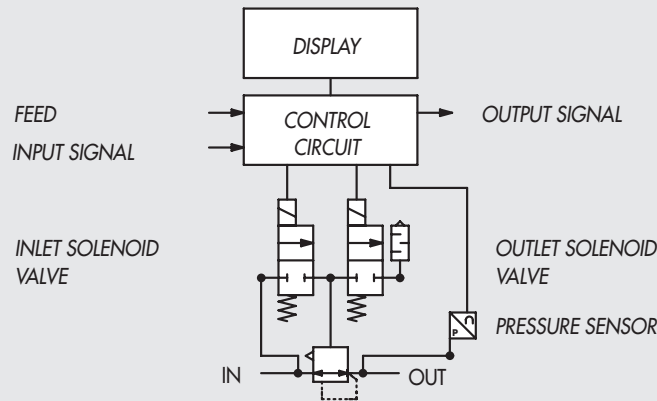 DISPLAY
FEED
CONTROL
CIRCUIT
OUTPUT SIGNAL
INPUT SIGNAL
INLET SOLENOID
VALVE
OUTLET SOLENOID
VALVE
P
PRESSURE SENSOR
IN
OUT